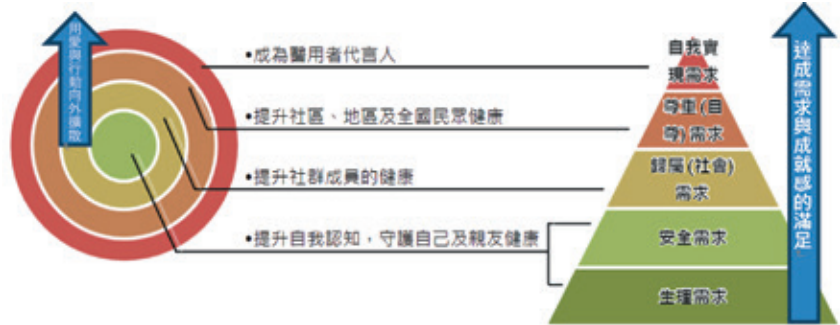 用愛與行動向外擴散
•成為醫用者代言人
•提升社區、地區及全國民眾健康
•提升社群成員的健康
•提升自我認知，守護自己及親友健康
自我實
現需求
尊重(自
尊)需求
歸屬(社會)
需求
安全需求
生理需求
達成需求與成就感的滿足